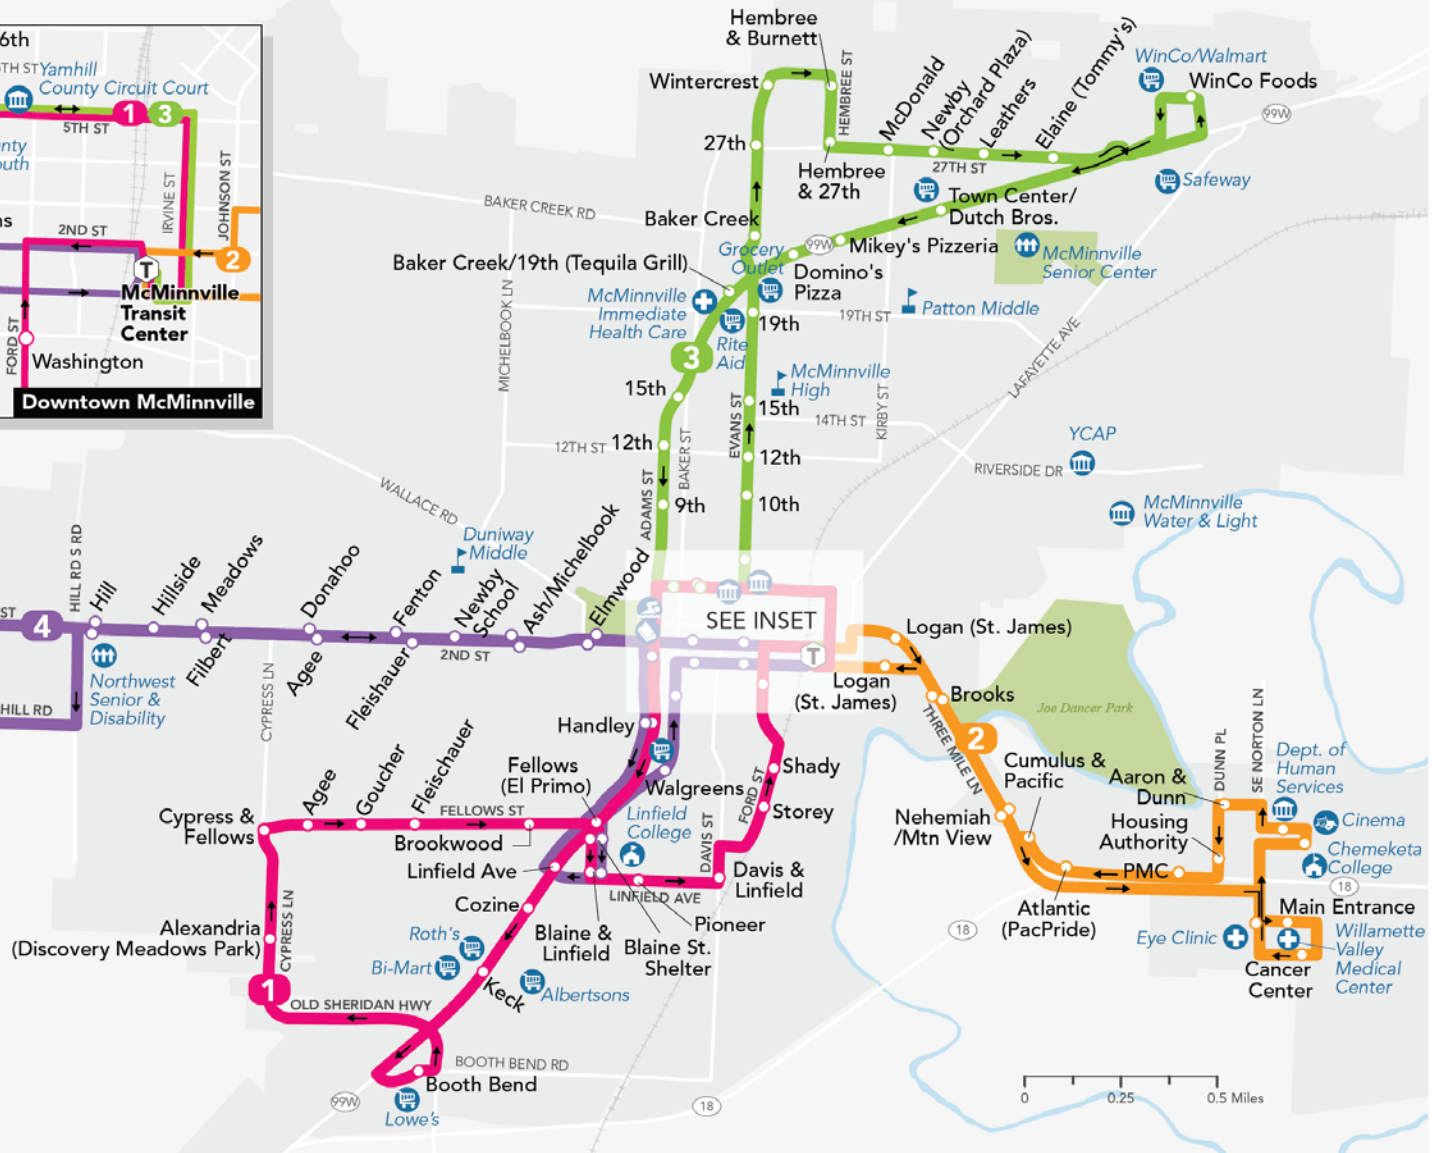 6th
5TH ST
Yamhill
County Circuit Court
1
3
5TH ST
nty
outh
ns
2ND ST
IRVINE ST
JOHNSON ST
2
T
McMinnville
Transit
Center
FORD ST
Washington
Downtown McMinnville
Hembree
& Burnett
Wintercrest
HEMBREE ST
McDonald
Newby
(Orchard Plaza)
Leathers
Elaine (Tommy's)
WinCo/Walmart
WinCo Foods
99W
27th
Hembree
& 27th
27TH ST
Safeway
BAKER CREEK RD
Baker Creek
Town Center/
Dutch Bros.
99W
Mikey's Pizzeria
McMinnville
Senior Center
Grocery
Outlet
Baker Creek/19th (Tequila Grill)
Domino's
Pizza
McMinnville
Immediate
Health Care
Patton Middle
19th
19TH ST
Rite
Aid
3
MICHELBOOK LN
LAFAYETTE AVE
McMinnville
High
15th
15th
14TH ST
KIRBY ST
EVANS ST
BAKER ST
ADAMS ST
12TH ST
12th
12th
YCAP
RIVERSIDE DR
WALLACE RD
9th
10th
McMinnville
Water & Light
Duniway
Middle
HILL RD S RD
ST
4
Hill
Hillside
Meadows
Filbert
Donahoo
Agee
Fenton
Fleishauer
Newby
School
Ash/Michelbook
Elmwood
2ND ST
SEE INSET
T
Northwest
Senior &
Disability
HILL RD
CYPRESS LN
Logan (St. James)
Logan
(St. James)
Brooks
Joe Dancer Park
THREE MILE LN
2
Handley
Fellows
(El Primo)
Walgreens
Shady
FORD ST
Storey
Cumulus &
Pacific
Aaron &
Dunn
DUNN PL
SE NORTON LN
Dept. of
Human
Services
Cinema
Chemeketa
College
Nehemiah
/Mtn View
Housing
Authority
PMC
18
Agee
Goucher
Fleischauer
Cypress &
Fellows
FELLOWS ST
Brookwood
Linfield
College
DAVIS ST
Linfield Ave
Davis &
Linfield
LINFIELD AVE
Atlantic
(PacPride)
Main Entrance
Eye Clinic
Willamette
Valley
Medical
Center
Cancer
Center
18
Cozine
Pioneer
Blaine &
Linfield
Blaine St.
Shelter
Alexandria
(Discovery Meadows Park)
CYPRESS LN
Roth's
Bi-Mart
Keck
Albertsons
1
OLD SHERIDAN HWY
BOOTH BEND RD
Booth Bend
99W
Lowe's
18
0
0.25
0.5 Miles